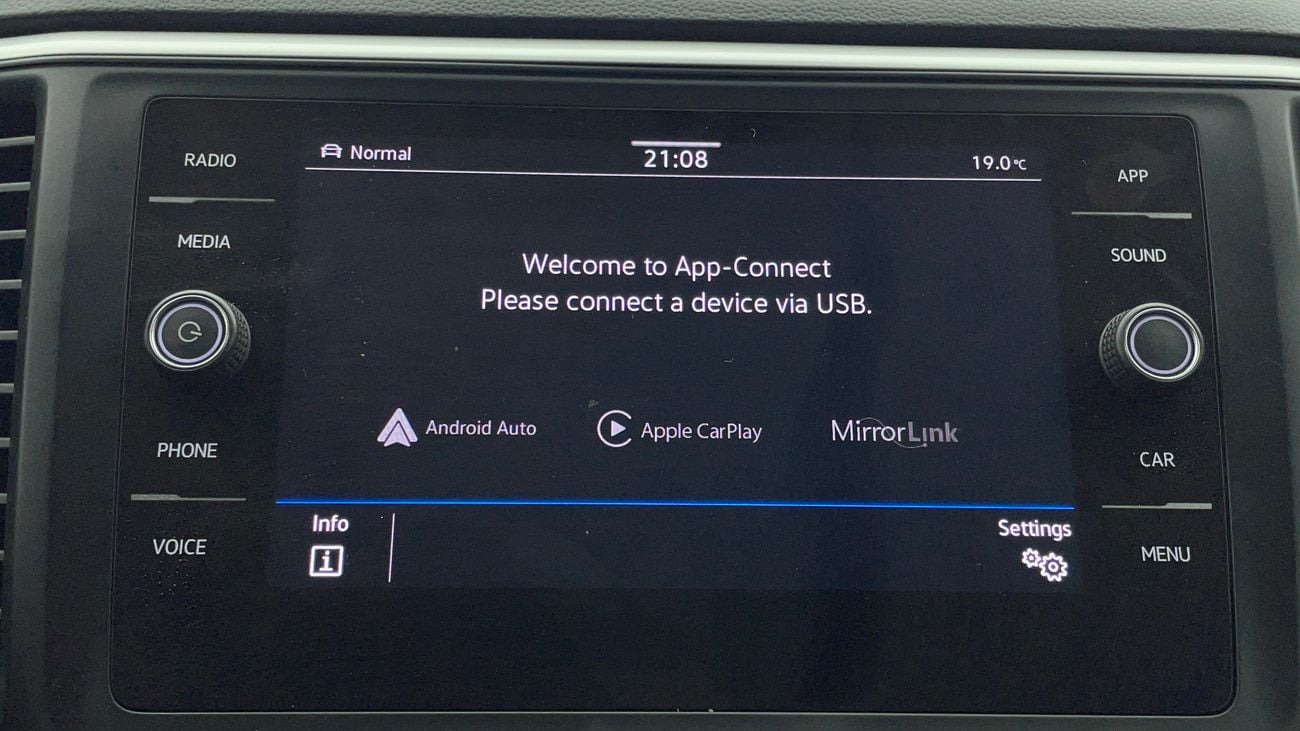 RADIO
MEDIA
PHONE
VOICE
Normal
21:08
19.0°C
Welcome to App-Connect
Please connect a device via USB.
Android Auto
Apple CarPlay
MirrorLink
Info
i
Settings
APP
SOUND
CAR
MENU